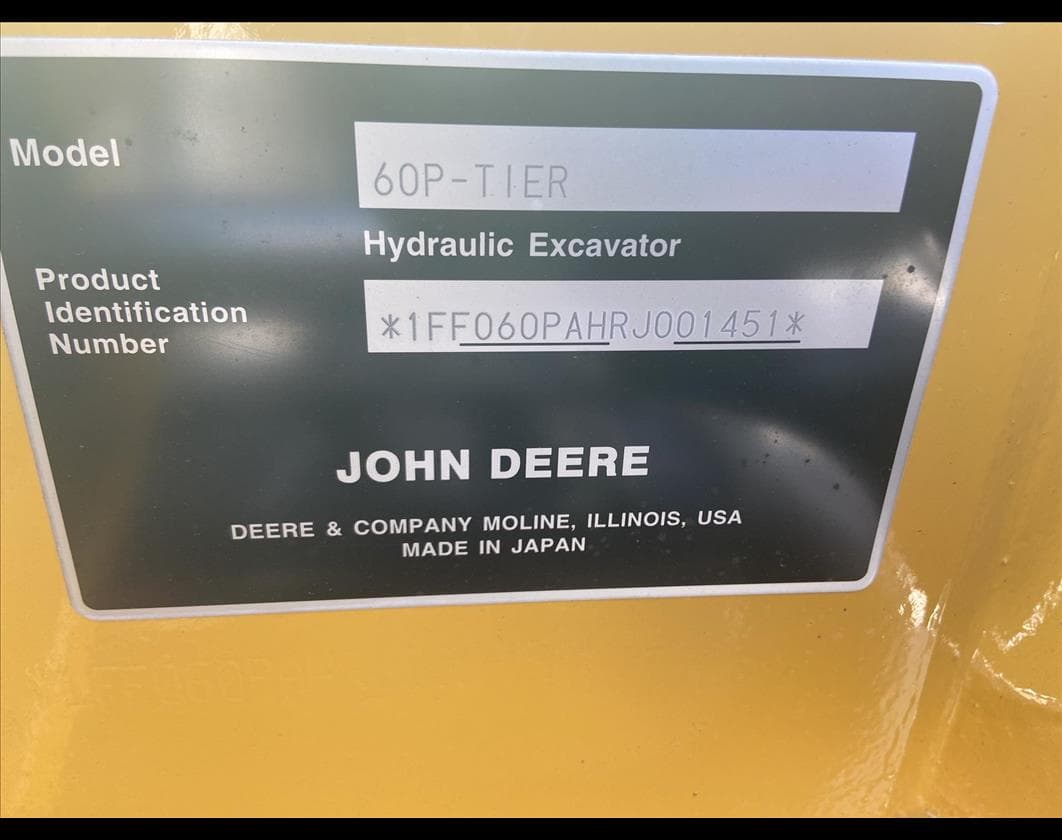 Model
60P-TIER
Hydraulic Excavator
Product
Identification
Number
*1FF060PAHRJ001451*
JOHN DEERE
DEERE & COMPANY MOLINE, ILLINOIS, USA
MADE IN JAPAN